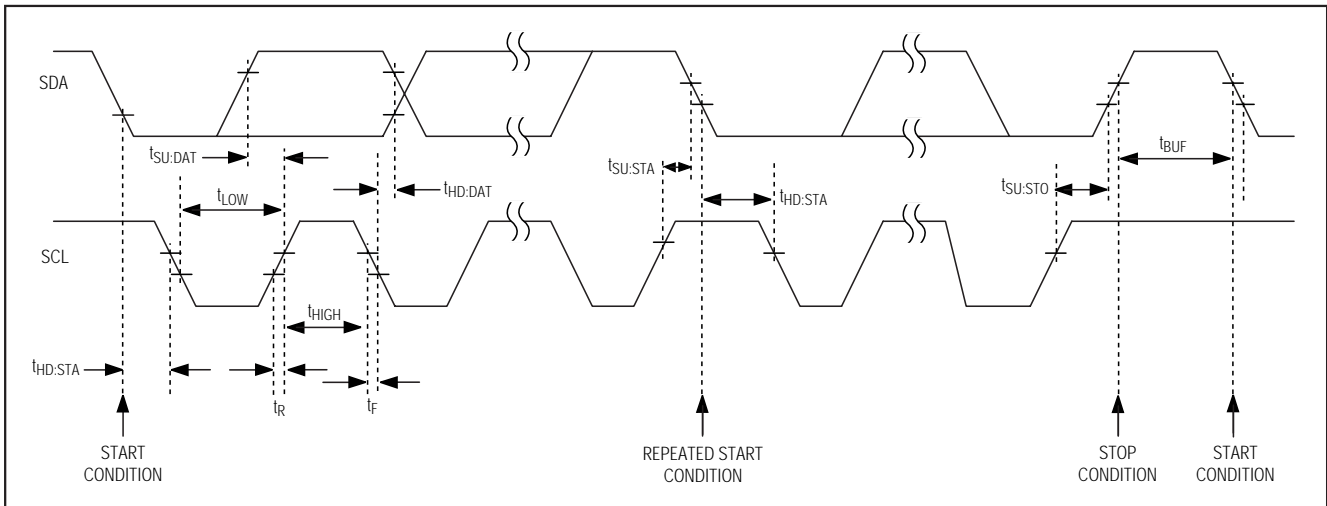 SDA
tSU:DAT
tLOW
tHD:DAT
tSU:STA
tHD:STA
tSU:STO
tBUF
SCL
tHIGH
tHD:STA
tR
tF
START
CONDITION
REPEATED START
CONDITION
STOP
CONDITION
START
CONDITION